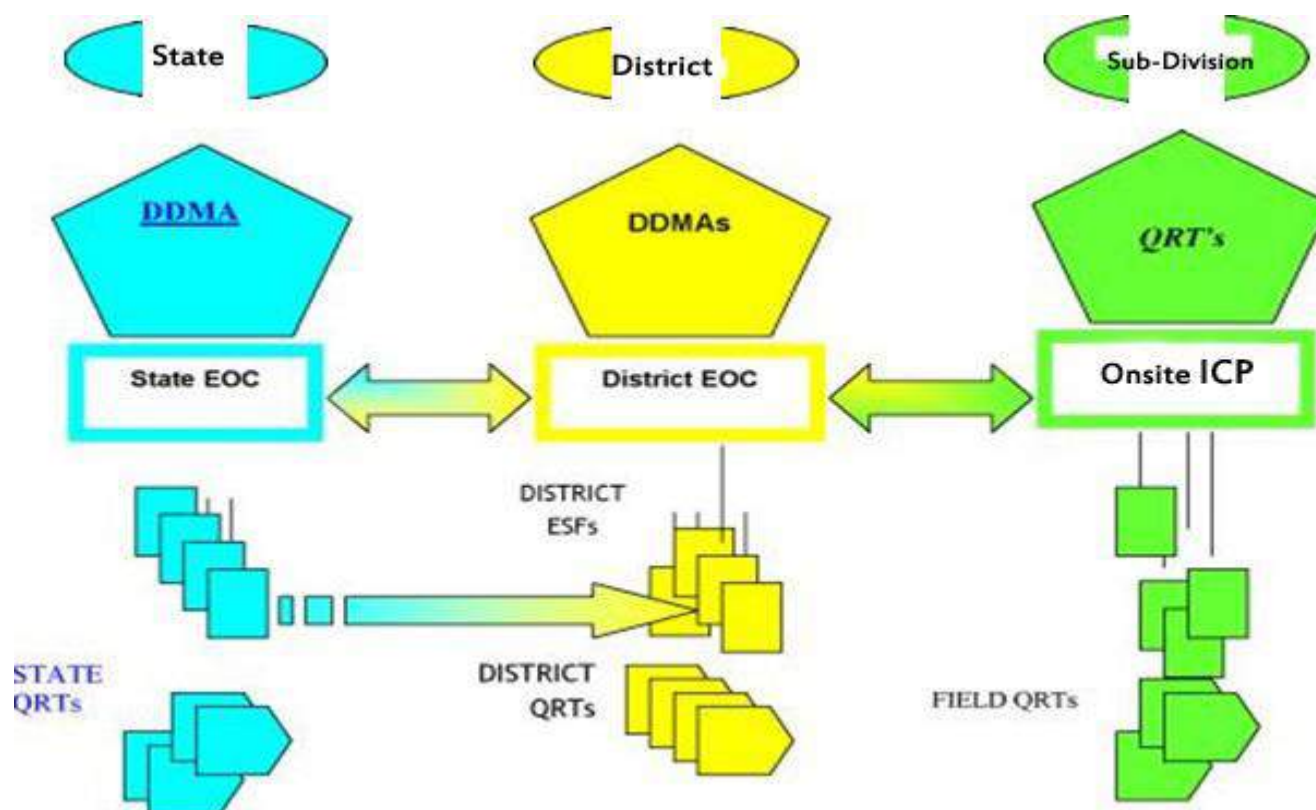 State
District
Sub-Division
DDMA
DDMAs
QRT's
State EOC
District EOC
Onsite ICP
DISTRICT
ESFs
STATE
QRTs
DISTRICT
QRTs
FIELD QRTs